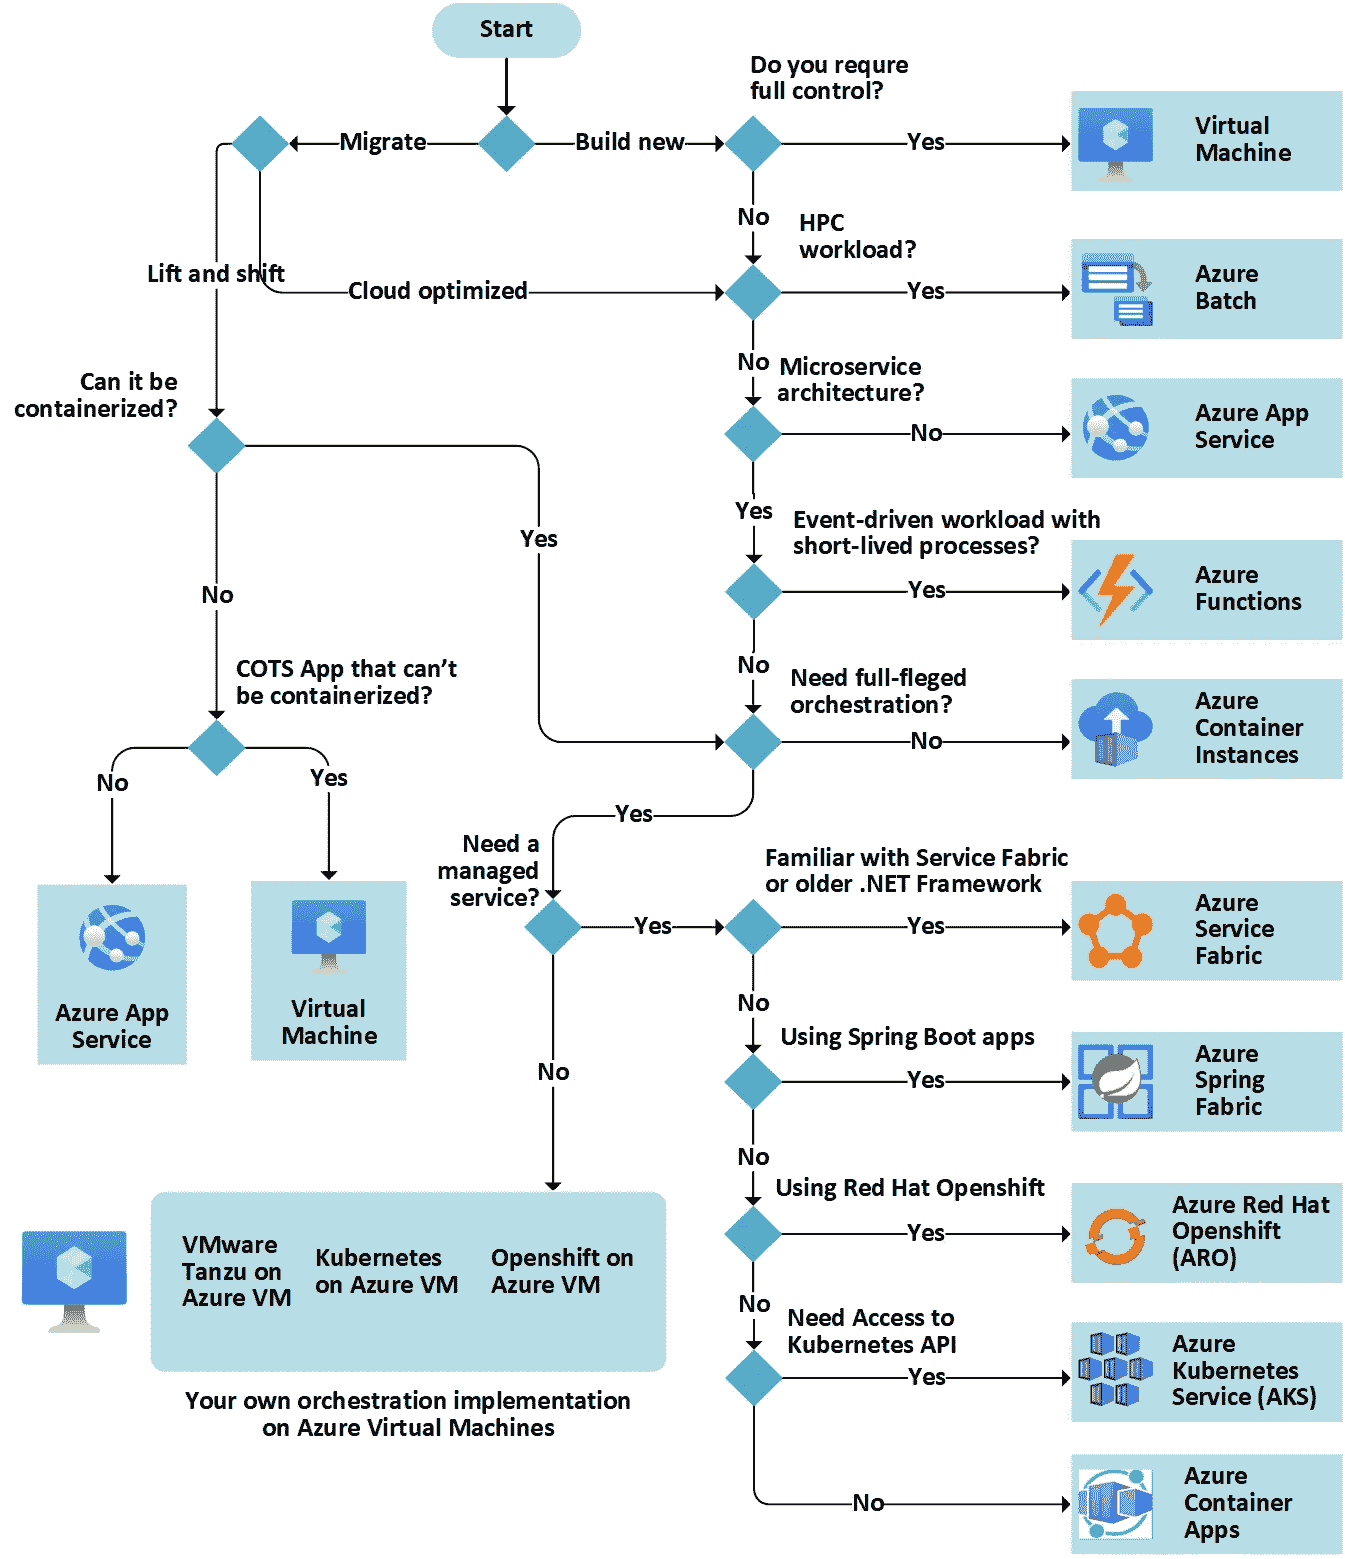 Start
Do you requre
full control?
Migrate
Build new
Yes
Virtual
Machine
No
HPC
workload?
Lift and shift
Cloud optimized
Yes
Azure
Batch
No
Microservice
architecture?
Can it be
containerized?
No
Azure App
Service
Yes
Event-driven workload with
short-lived processes?
Yes
Yes
Azure
Functions
No
No
COTS App that can't
be containerized?
Need full-fleged
orchestration?
No
Azure
Container
Instances
No
Yes
Yes
Need a
managed
service?
Familiar with Service Fabric
or older .NET Framework
Yes
Yes
Azure
Service
Fabric
Azure App
Service
Virtual
Machine
No
Using Spring Boot apps
No
Yes
Azure
Spring
Fabric
No
Using Red Hat Openshift
Yes
Azure Red Hat
Openshift
(ARO)
VMware
Tanzu on
Azure VM
Kubernetes
on Azure VM
Openshift on
Azure VM
No
Need Access to
Kubernetes API
Yes
Azure
Kubernetes
Service (AKS)
Your own orchestration implementation
on Azure Virtual Machines
No
Azure
Container
Apps